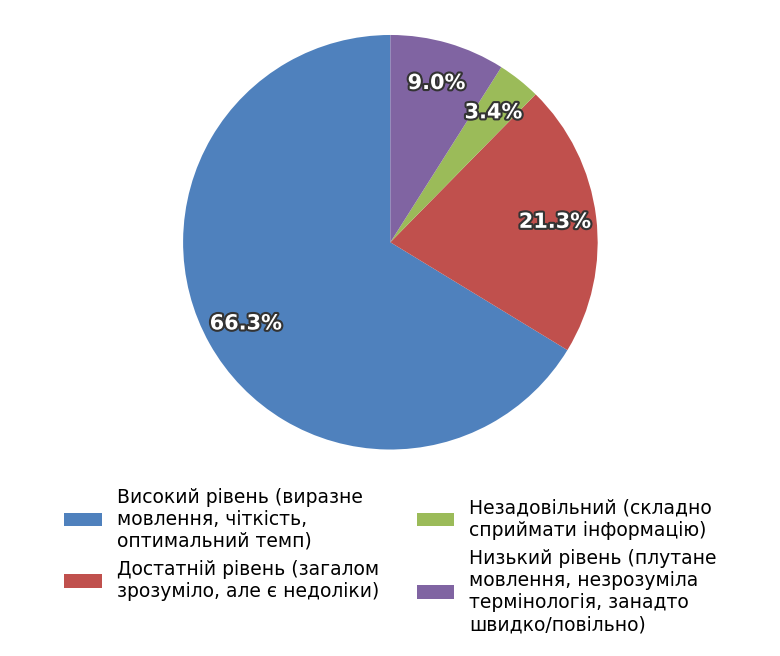 9.0%
3.4%
21.3%
66.3%
Високий рівень (виразне
мовлення, чіткість,
оптимальний темп)
Достатній рівень (загалом
зрозуміло, але є недоліки)
Незадовільний (складно
сприймати інформацію)
Низький рівень (плутане
мовлення, незрозуміла
термінологія, занадто
швидко/повільно)